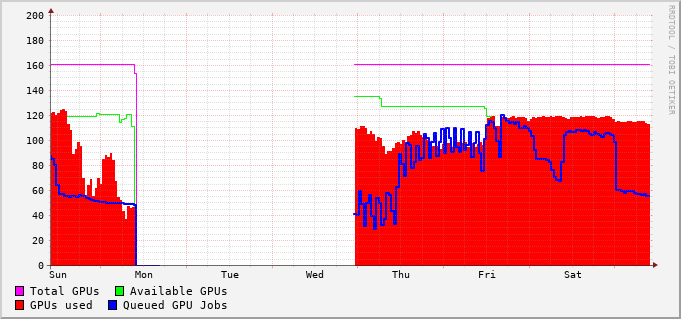 200
180
160
140
120
100
80
60
40
20
0
Sun Mon Tue Wed Thu Fri Sat
Total GPUs Available GPUs
GPUs used Queued GPU Jobs
RRDTOOL / TOBI OETIKER